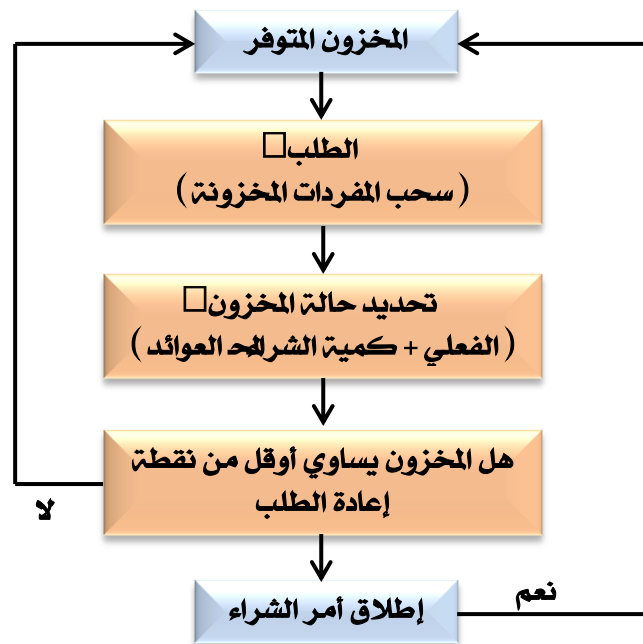 المخزون المتوفر
الطلب
(سحب المفردات المخزونة)
تحديد حالة المخزون
(الفعلي + كمية العوائد)
هل المخزون يساوي أوقل من نقطة
إعادة الطلب
لا
إطلاق أمر الشراء
نعم